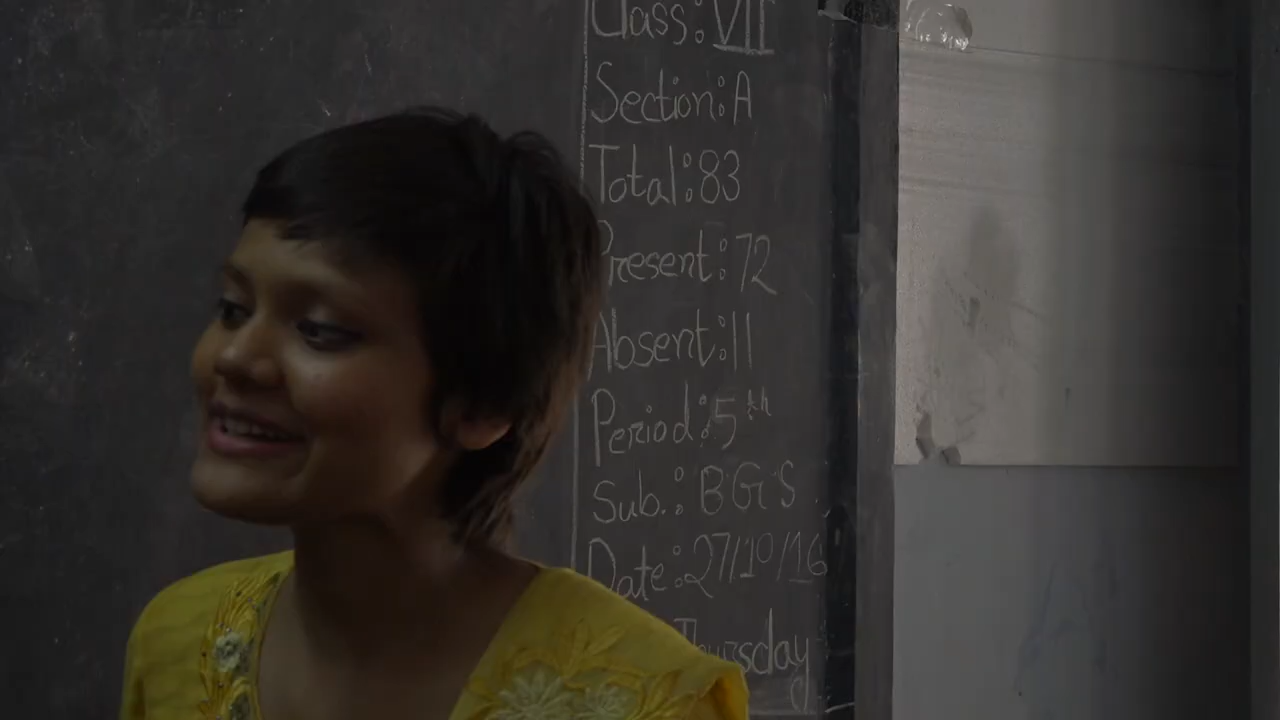 Class: VII
Section: A
Total: 83
Present: 72
Absent: 11
Period: 5th
Sub.: BGS
Date: 27/10/16
Thursday